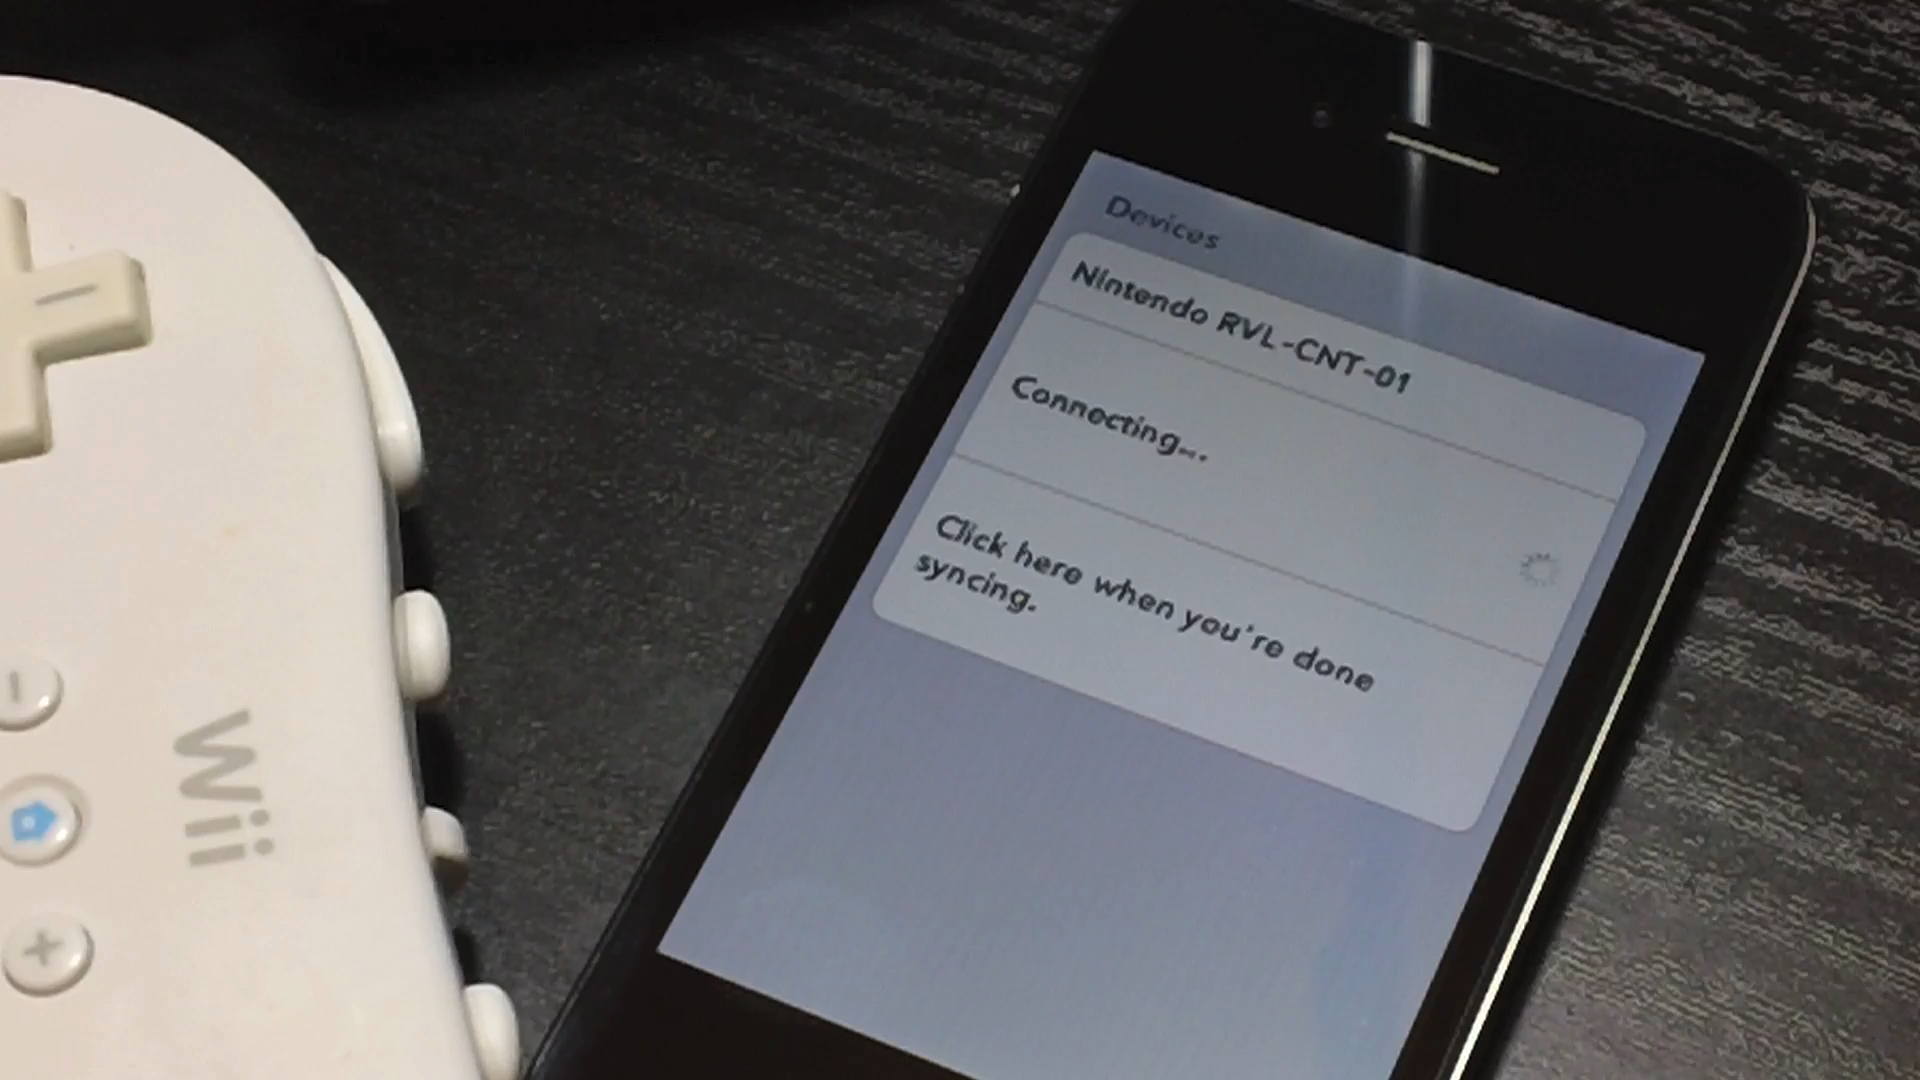 Devices
Nintendo RVL-CNT-01
Connecting...
Click here when you're done
syncing.
Wii